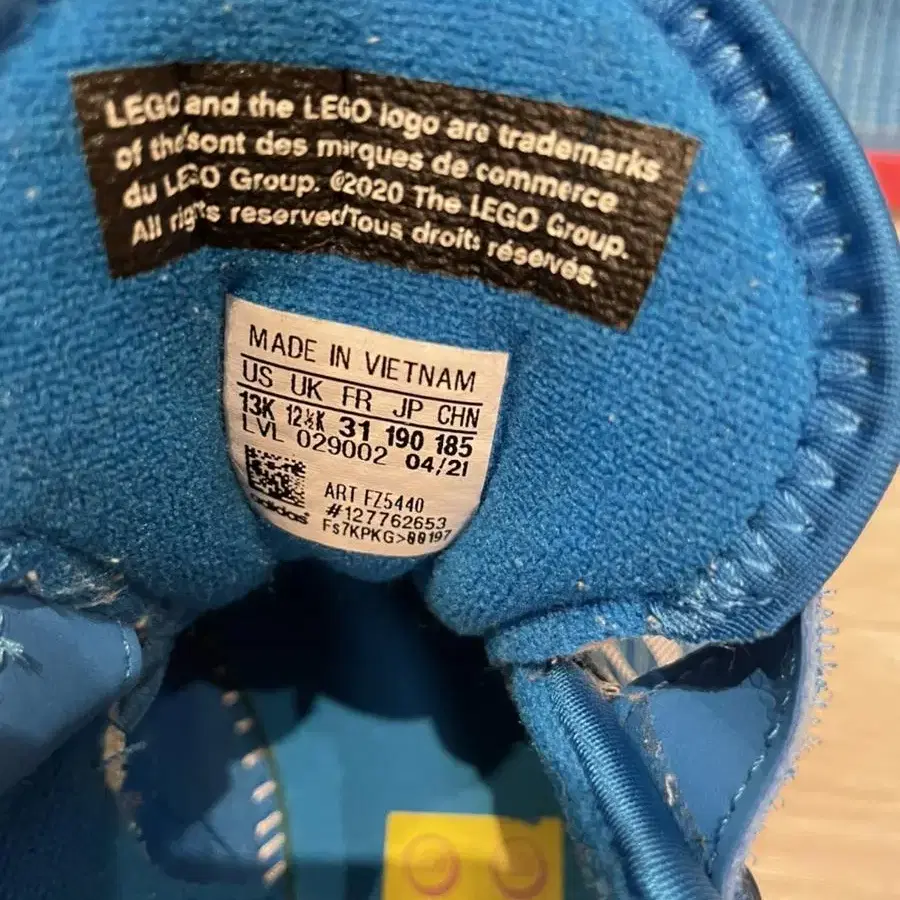 LEGO and the LEGO logo are trademarks
of the/sont des marques de commerce
du LEGO Group. ©2020 The LEGO Group.
All rights reserved/Tous droits réservés.
MADE IN VIETNAM
US UK FR JP CHN
13K 12½K 31 190 185
LVL 029002 04/21
ART FZ5440
#127762653
Fs7KPKG>00197
adidas